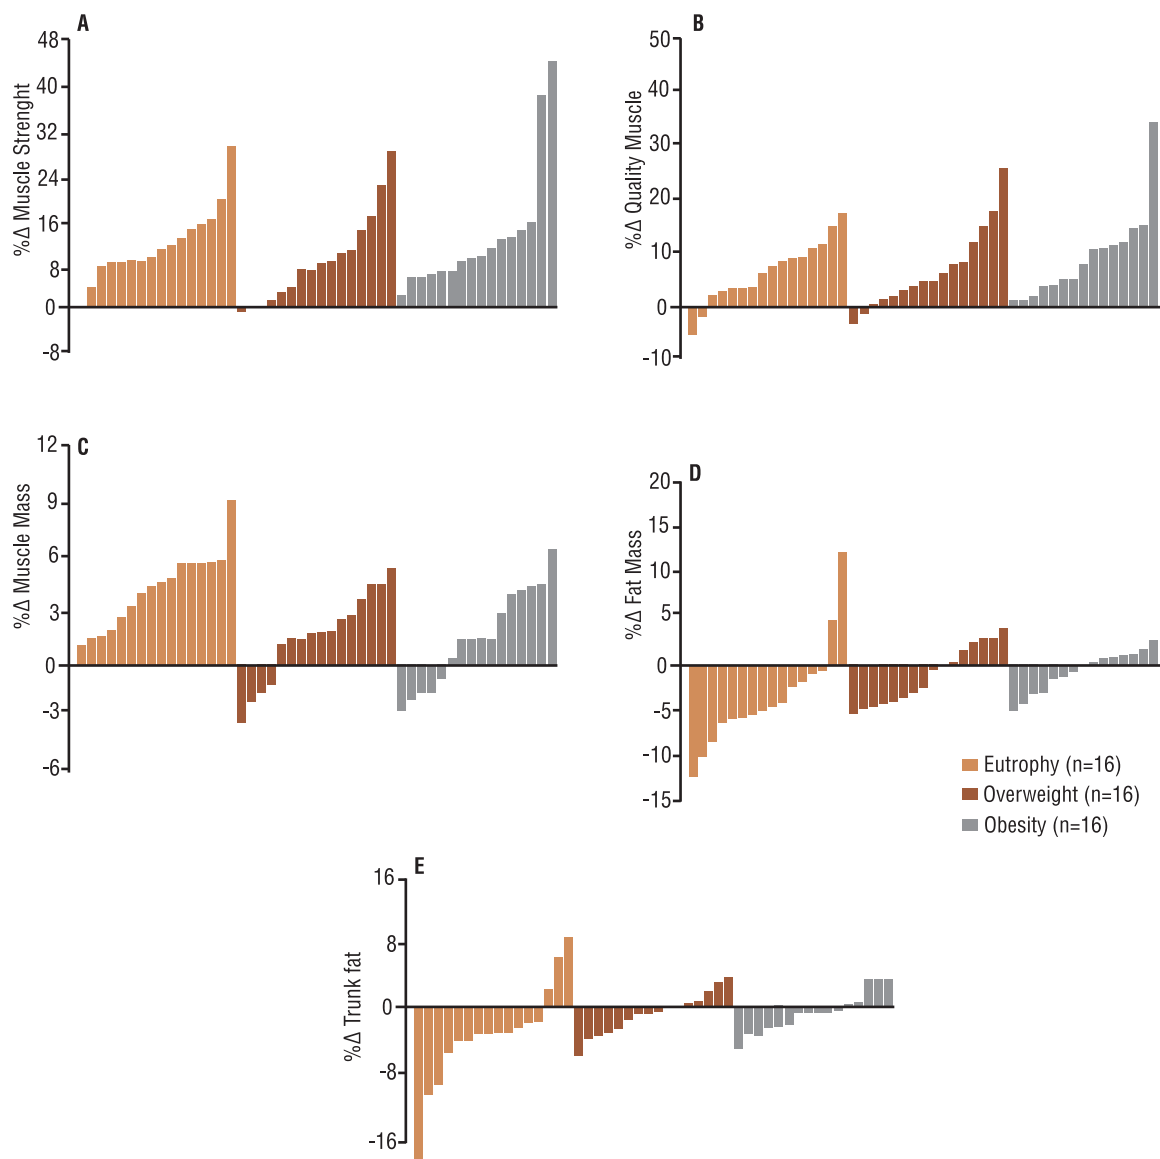 A
48
40
32
24
16
8
0
-8
%Δ Muscle Strenght
B
50
40
30
20
10
0
-10
%Δ Quality Muscle
C
12
9
6
3
0
-3
-6
%Δ Muscle Mass
D
20
15
10
5
0
-5
-10
-15
%Δ Fat Mass
Eutrophy (n=16)
Overweight (n=16)
Obesity (n=16)
E
16
8
0
-8
-16
%Δ Trunk fat